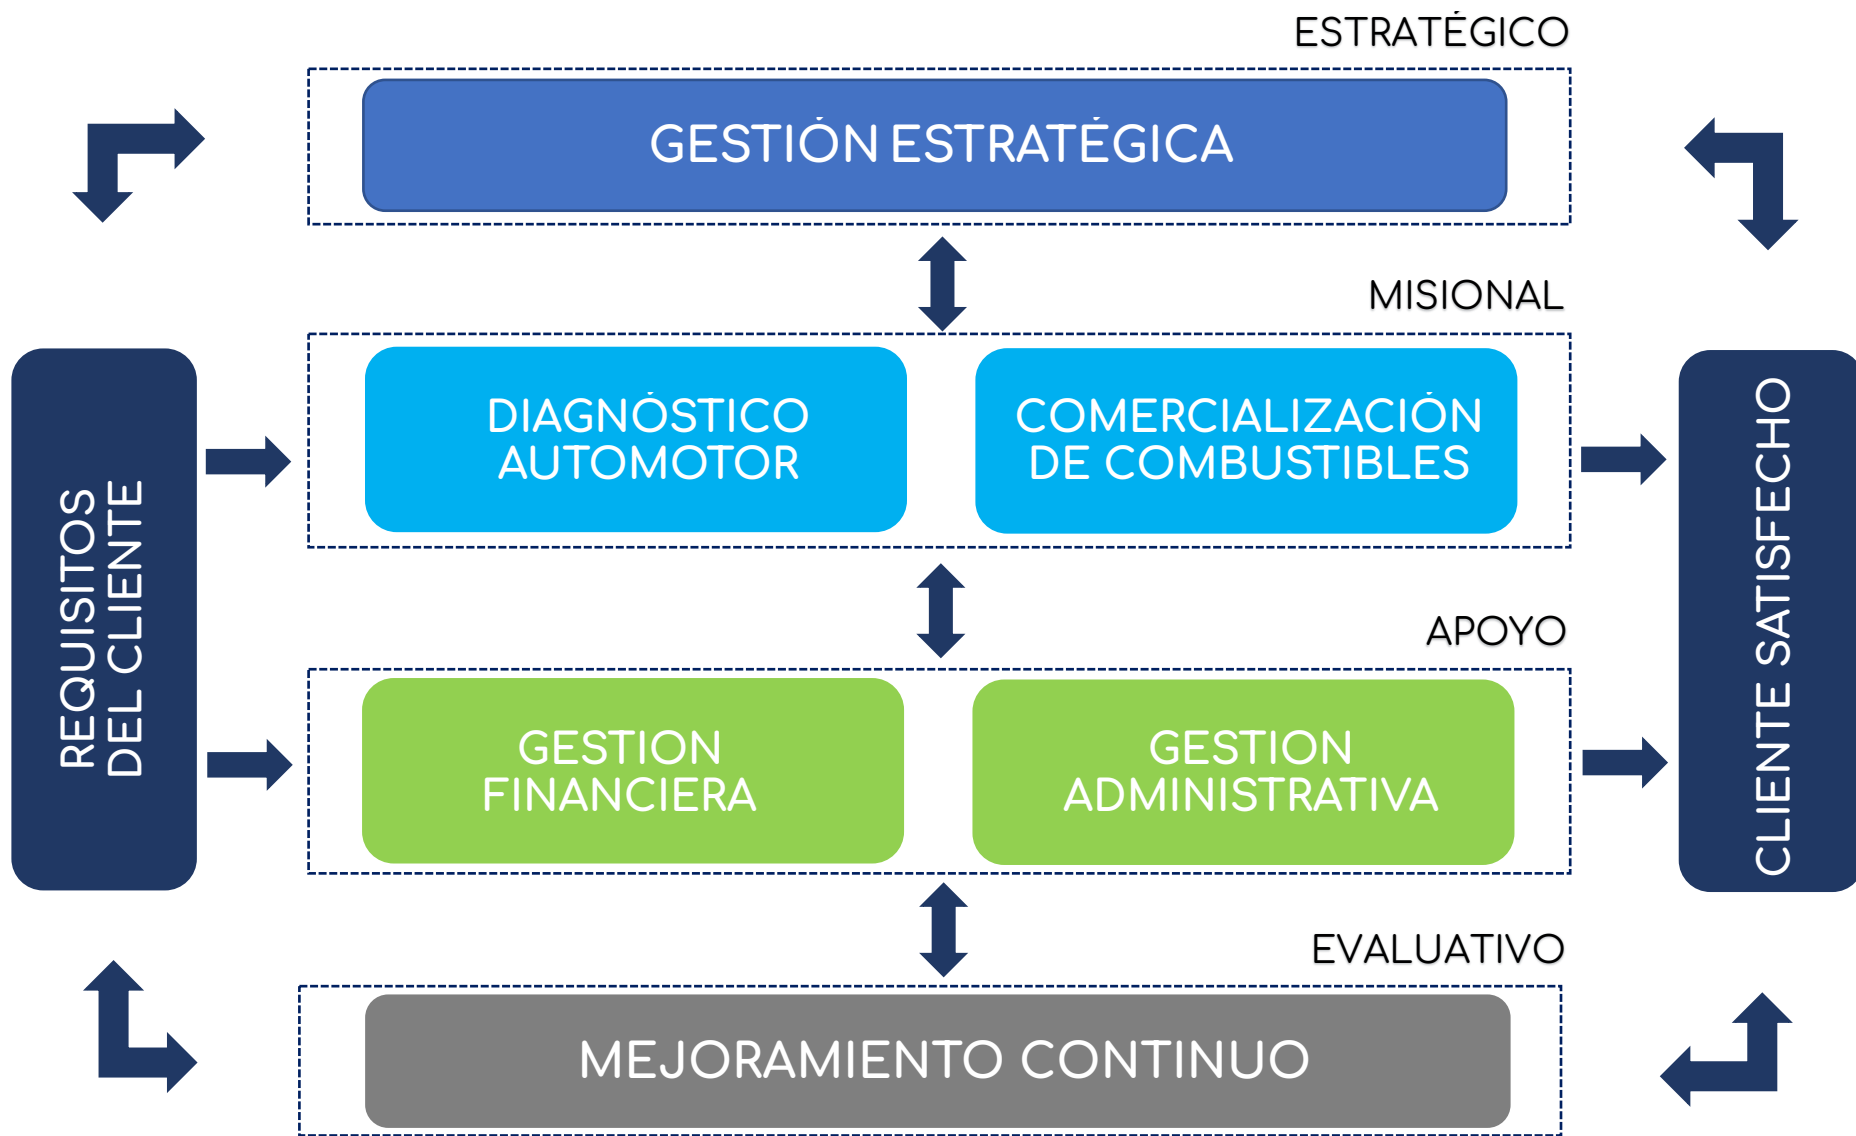 ESTRATÉGICO
GESTIÓN ESTRATÉGICA
MISIONAL
DIAGNÓSTICO
AUTOMOTOR
COMERCIALIZACIÓN
DE COMBUSTIBLES
REQUISITOS
DEL CLIENTE
CLIENTE SATISFECHO
APOYO
GESTION
FINANCIERA
GESTION
ADMINISTRATIVA
EVALUATIVO
MEJORAMIENTO CONTINUO